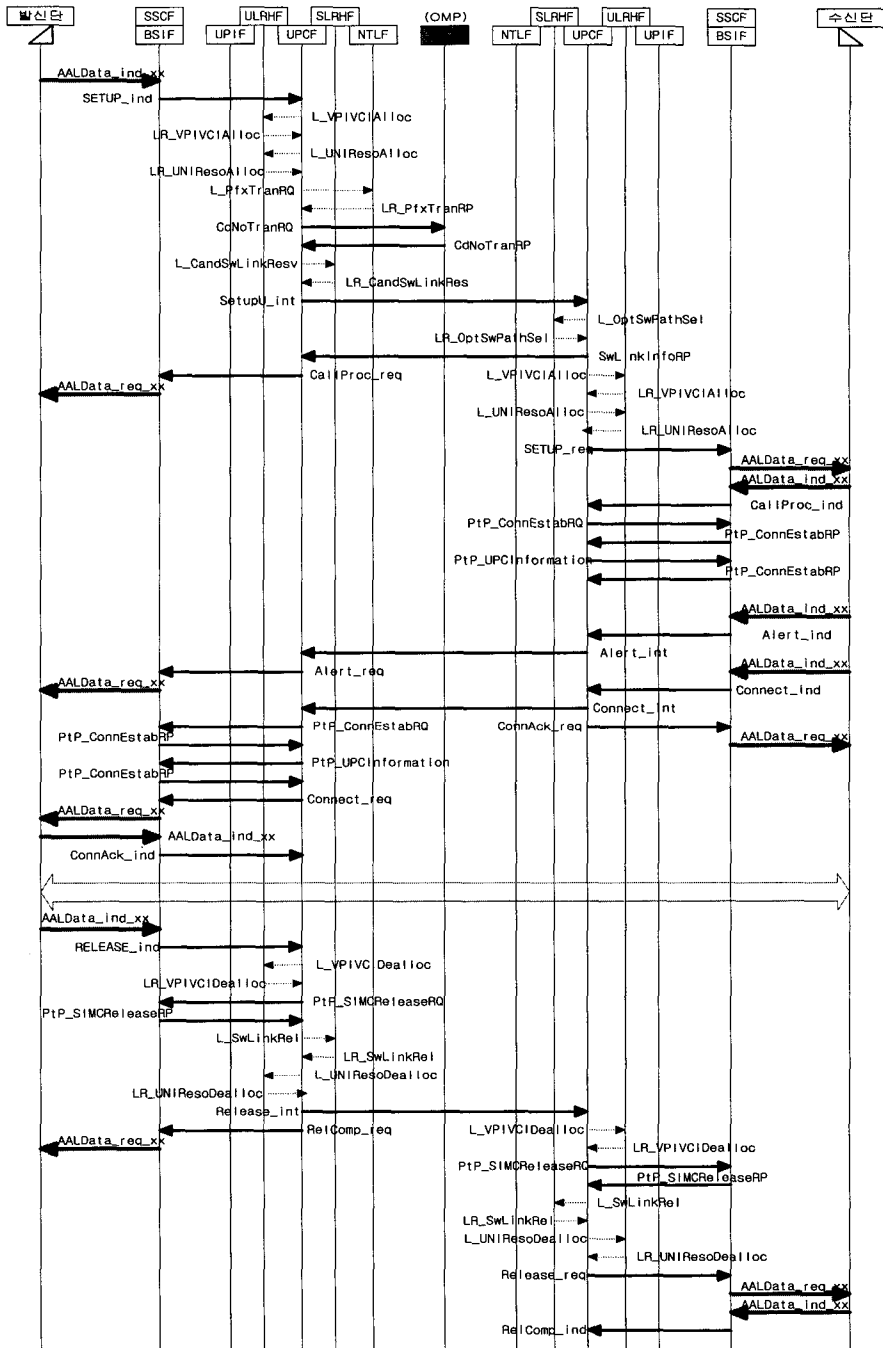 발신단 SSCF ULRHF SLRHF (OMP) SLRHF ULRHF SSCF 수신단
BSIF UPIF UPCF NTLF NTLF UPCF UPIF BSIF
AALData_ind_xx
SETUP_ind
L_VPIVCIAlloc
LR_VPIVCIAlloc
L_UNIResoAlloc
LR_UNIResoAlloc
L_PfxTranRQ
LR_PfxTranRP
CdNoTranRQ
CdNoTranRP
L_CandSwLinkResv
LR_CandSwLinkRes
SetupU_int
L_OptSwPathSel
LR_OptSwPathSel
SwLinkInfoRP
CallProc_req L_VPIVCIAlloc
AALData_req_xx LR_VPIVCIAlloc
L_UNIResoAlloc
LR_UNIResoAlloc
SETUP_req
AALData_req_xx
AALData_ind_xx
CallProc_ind
PtP_ConnEstabRQ
PtP_ConnEstabRP
PtP_UPCInformation
PtP_ConnEstabRP
AALData_ind_xx
Alert_ind
Alert_int
Alert_req AALData_ind_xx
AALData_req_xx Connect_ind
Connect_int
PtP_ConnEstabRQ ConnAck_req
PtP_ConnEstabRP AALData_req_xx
PtP_UPCInformation
PtP_ConnEstabRP
Connect_req
AALData_req_xx
AALData_ind_xx
ConnAck_ind
AALData_ind_xx
RELEASE_ind
L_VPIVCIDealloc
LR_VPIVCIDealloc
PtP_SIMCReleaseRQ
PtP_SIMCReleaseRP
L_SwLinkRel
LR_SwLinkRel
L_UNIResoDealloc
LR_UNIResoDealloc
Release_int
RelComp_req L_VPIVCIDealloc
AALData_req_xx LR_VPIVCIDealloc
PtP_SIMCReleaseRQ
PtP_SIMCReleaseRP
L_SwLinkRel
LR_SwLinkRel
L_UNIResoDealloc
LR_UNIResoDealloc
Release_req
AALData_req_xx
AALData_ind_xx
RelComp_ind